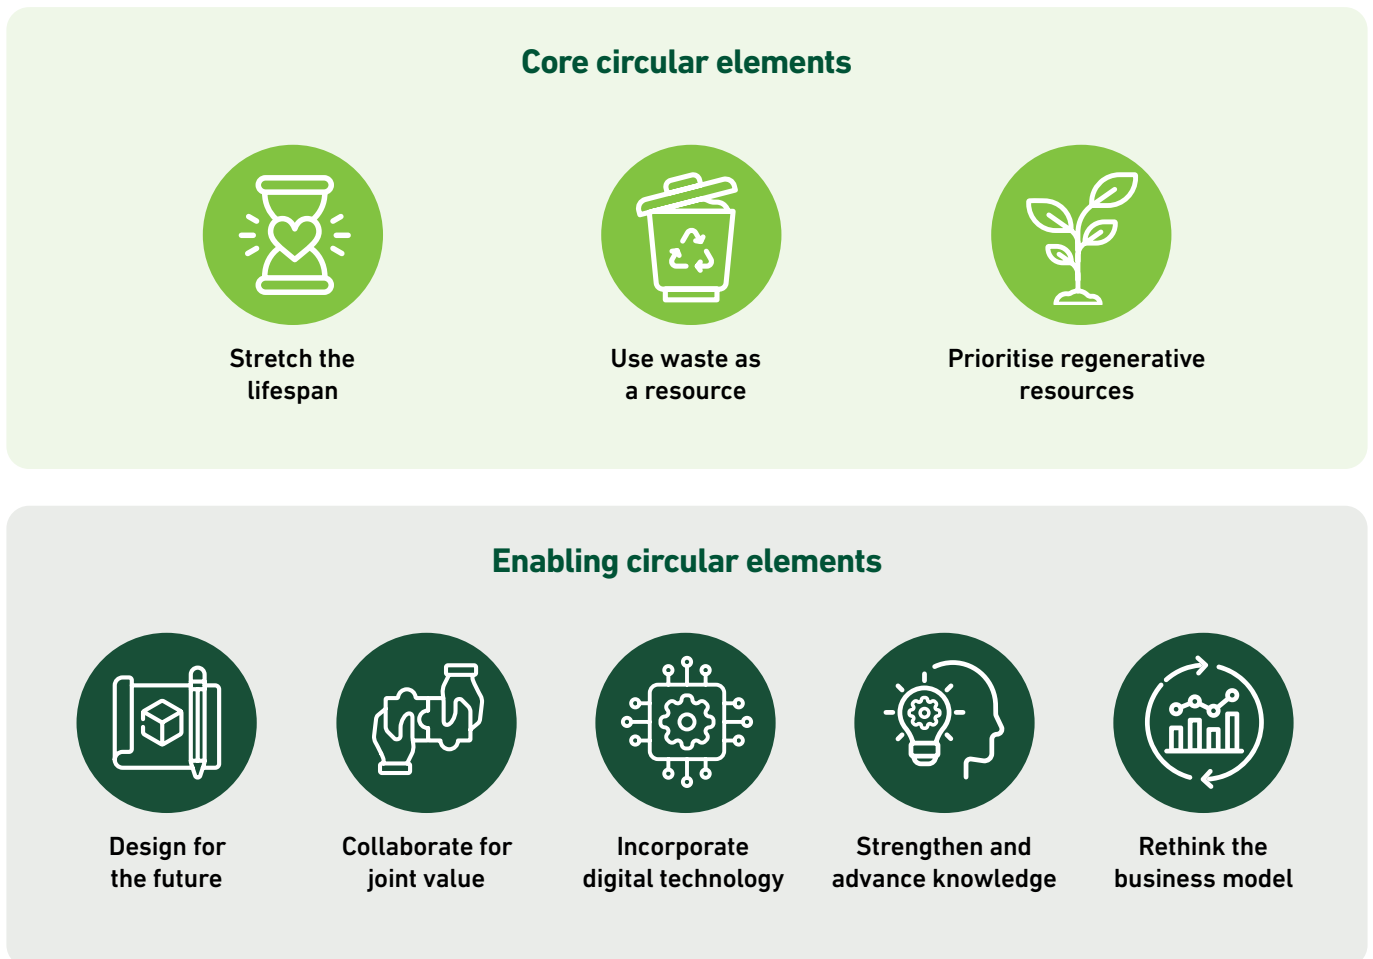 Core circular elements
Stretch the
lifespan
Use waste as
a resource
Prioritise regenerative
resources
Enabling circular elements
Design for
the future
Collaborate for
joint value
Incorporate
digital technology
Strengthen and
advance knowledge
Rethink the
business model